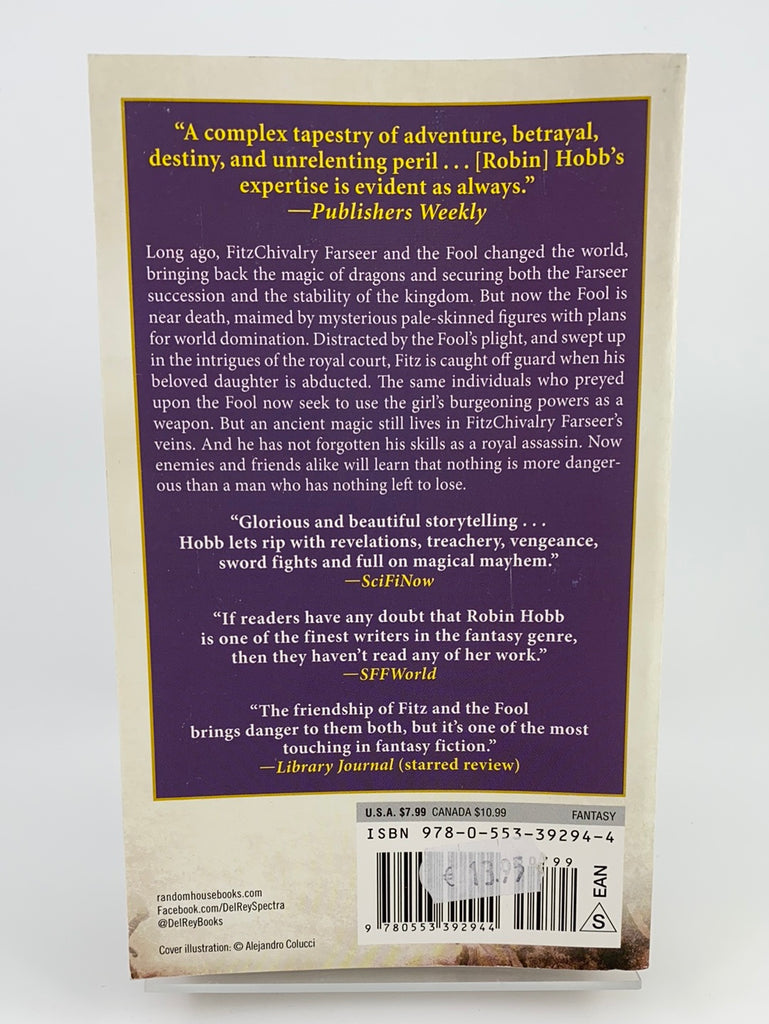 “A complex tapestry of adventure, betrayal,
destiny, and unrelenting peril . . . [Robin] Hobb’s
expertise is evident as always.”
—Publishers Weekly
Long ago, FitzChivalry Farseer and the Fool changed the world,
bringing back the magic of dragons and securing both the Farseer
succession and the stability of the kingdom. But now the Fool is
near death, maimed by mysterious pale-skinned figures with plans
for world domination. Distracted by the Fool’s plight, and swept up
in the intrigues of the royal court, Fitz is caught off guard when his
beloved daughter is abducted. The same individuals who preyed
upon the Fool now seek to use the girl’s burgeoning powers as a
weapon. But an ancient magic still lives in FitzChivalry Farseer’s
veins. And he has not forgotten his skills as a royal assassin. Now
enemies and friends alike will learn that nothing is more danger-
ous than a man who has nothing left to lose.
“Glorious and beautiful storytelling . . .
Hobb lets rip with revelations, treachery, vengeance,
sword fights and full on magical mayhem.”
—SciFiNow
“If readers have any doubt that Robin Hobb
is one of the finest writers in the fantasy genre,
then they haven’t read any of her work.”
—SFFWorld
“The friendship of Fitz and the Fool
brings danger to them both, but it’s one of the most
touching in fantasy fiction.”
—Library Journal (starred review)
U.S.A. $7.99 CANADA $10.99 FANTASY
ISBN 978-0-553-39294-4
€ 13.95
99
9 780553 392944
S EAN
randomhousebooks.com
Facebook.com/DelReySpectra
@DelReyBooks
Cover illustration: © Alejandro Colucci